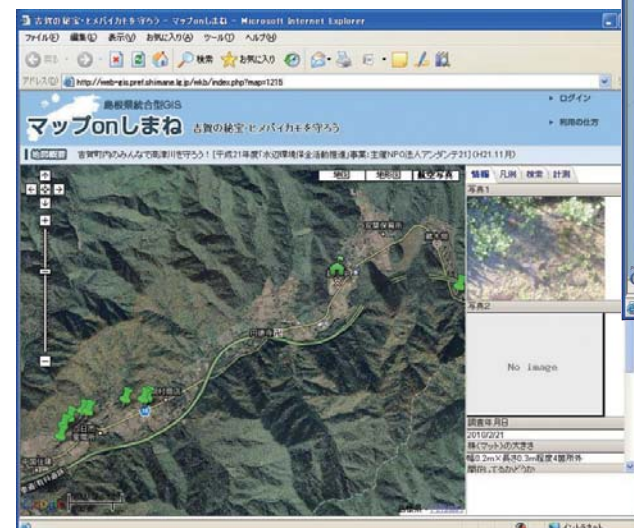 吉賀の秘宝・ヒメバイカモを守ろう - マップonしまね - Microsoft Internet Explorer
ファイル(F) 編集(E) 表示(V) お気に入り(A) ツール(T) ヘルプ(H)
検索 お気に入り
アドレス(D) http://web-gis.pref.shimane.lg.jp/wkb/index.php?map=1215
島根県統合型GIS
ログイン
マップonしまね 吉賀の秘宝・ヒメバイカモを守ろう
利用の仕方
地図概要 吉賀町内のみんなで高津川を守ろう!【平成21年度「水辺環境保全活動推進」事業:主催NPO法人アンダンテ21】(H21.11月)
地図 地形図 航空写真
情報 凡例 検索 計測
写真1
写真2
No image
調査年月日
2010/2/21
株(マット)の大きさ
幅0.2m×長さ0.3m程度4箇所外
開花してるかどうか
イントラネット